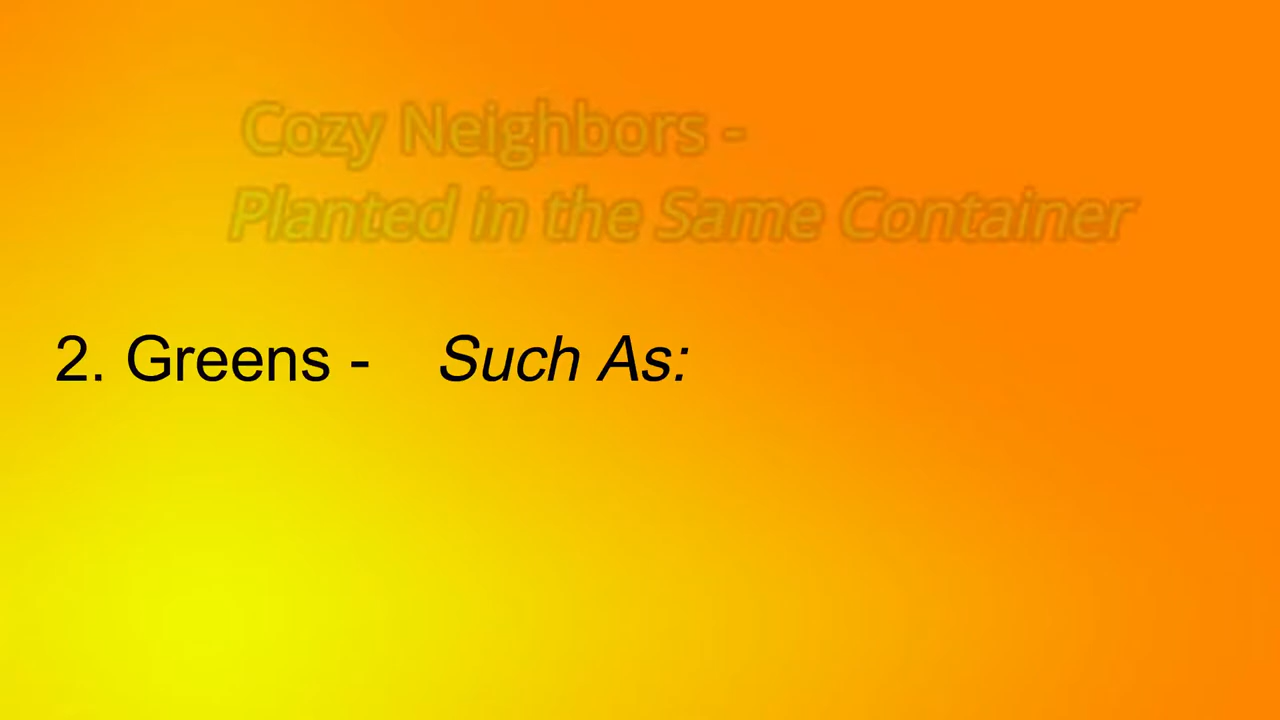 Cozy Neighbors -
Planted in the Same Container
2. Greens - Such As: